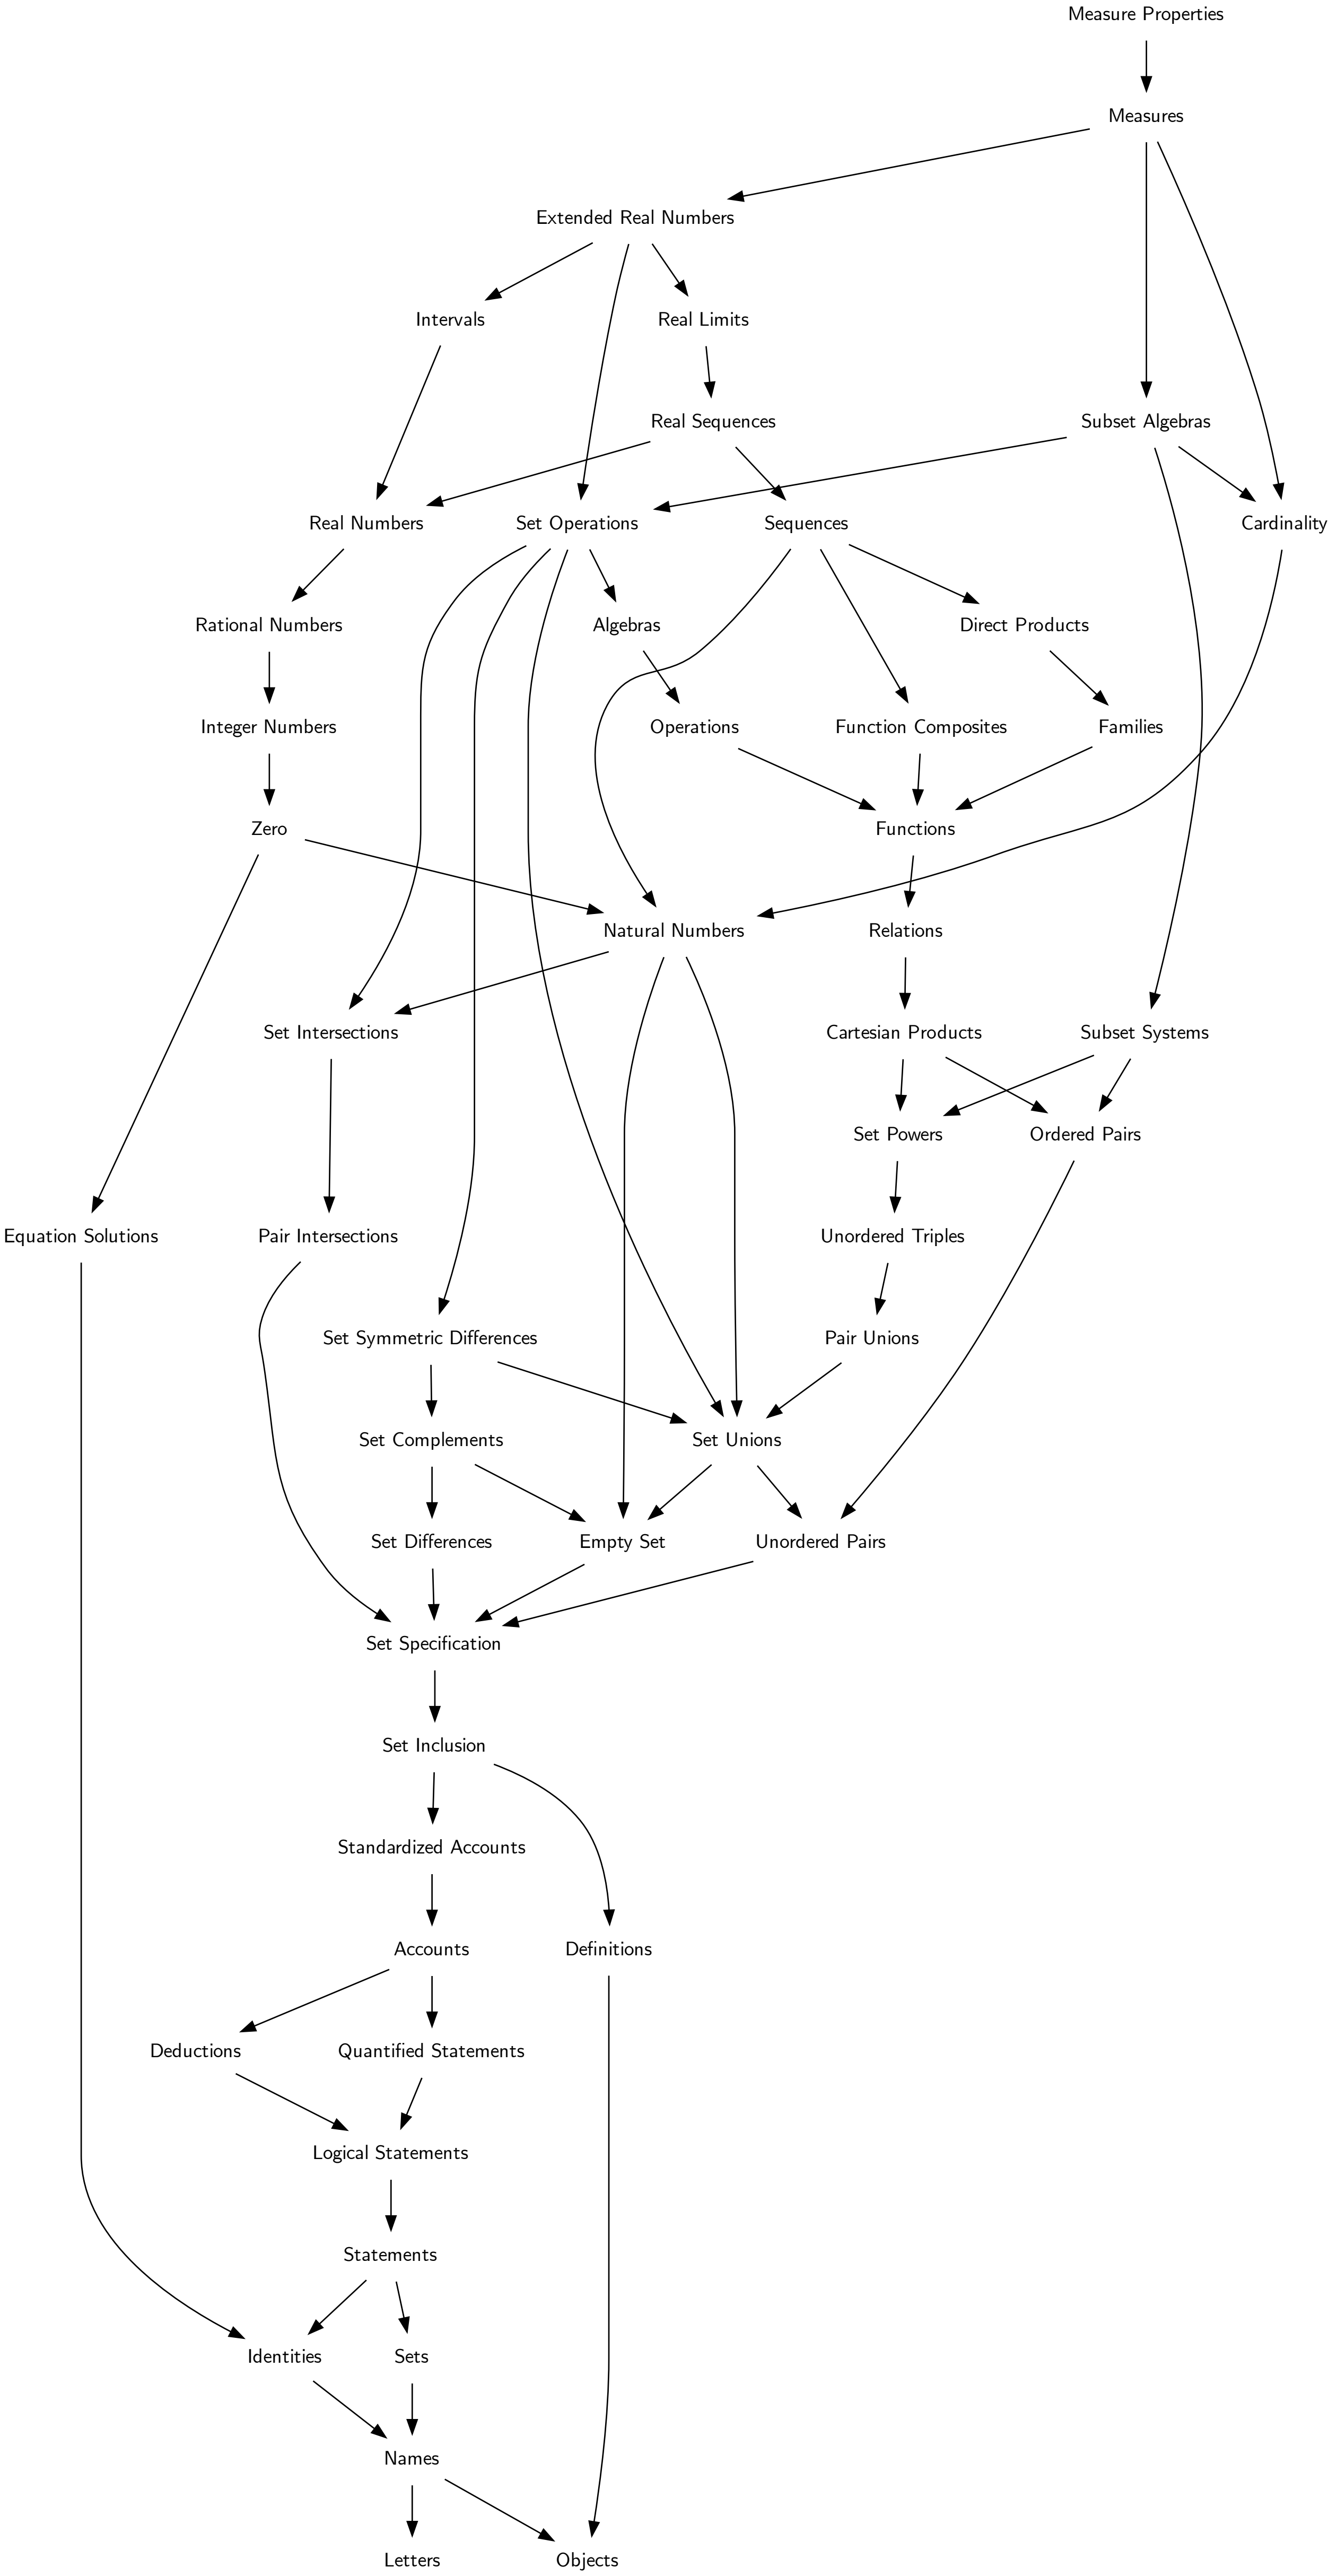 Measure Properties
Measures
Extended Real Numbers
Intervals
Real Limits
Real Sequences
Subset Algebras
Real Numbers
Set Operations
Sequences
Cardinality
Rational Numbers
Algebras
Direct Products
Integer Numbers
Operations
Function Composites
Families
Zero
Functions
Natural Numbers
Relations
Set Intersections
Cartesian Products
Subset Systems
Set Powers
Ordered Pairs
Equation Solutions
Pair Intersections
Unordered Triples
Set Symmetric Differences
Pair Unions
Set Complements
Set Unions
Set Differences
Empty Set
Unordered Pairs
Set Specification
Set Inclusion
Standardized Accounts
Accounts
Definitions
Deductions
Quantified Statements
Logical Statements
Statements
Identities
Sets
Names
Letters
Objects